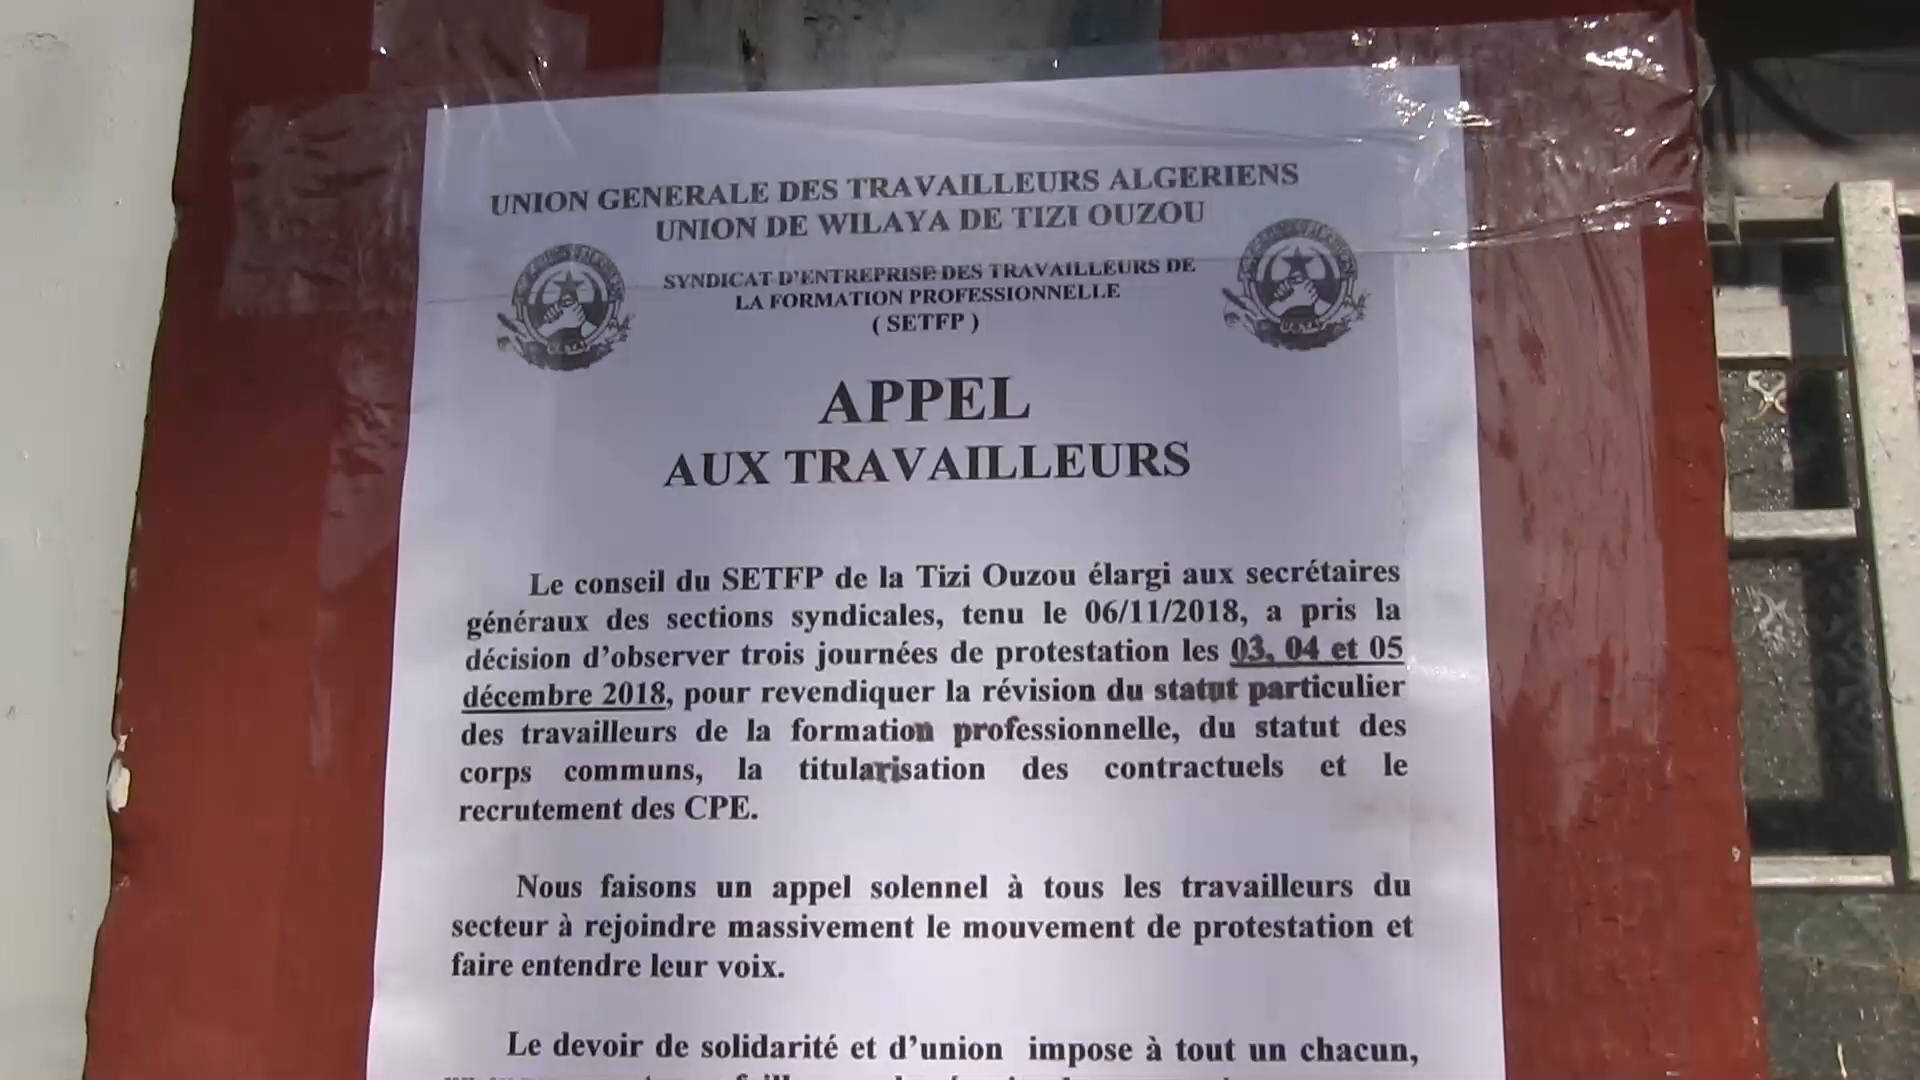 UNION GENERALE DES TRAVAILLEURS ALGERIENS
UNION DE WILAYA DE TIZI OUZOU
SYNDICAT D'ENTREPRISE DES TRAVAILLEURS DE
LA FORMATION PROFESSIONNELLE
( SETFP )
APPEL
AUX TRAVAILLEURS
Le conseil du SETFP de la Tizi Ouzou élargi aux secrétaires
généraux des sections syndicales, tenu le 06/11/2018, a pris la
décision d'observer trois journées de protestation les 03, 04 et 05
décembre 2018, pour revendiquer la révision du statut particulier
des travailleurs de la formation professionnelle, du statut des
corps communs, la titularisation des contractuels et le
recrutement des CPE.
Nous faisons un appel solennel à tous les travailleurs du
secteur à rejoindre massivement le mouvement de protestation et
faire entendre leur voix.
Le devoir de solidarité et d'union impose à tout un chacun,